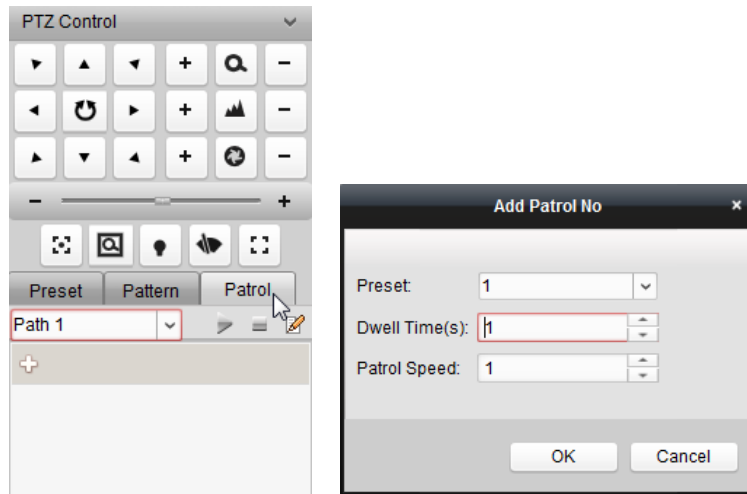 PTZ Control
Preset
Pattern
Patrol
Path 1
Add Patrol No
Preset:
1
Dwell Time(s):
1
Patrol Speed:
1
OK
Cancel